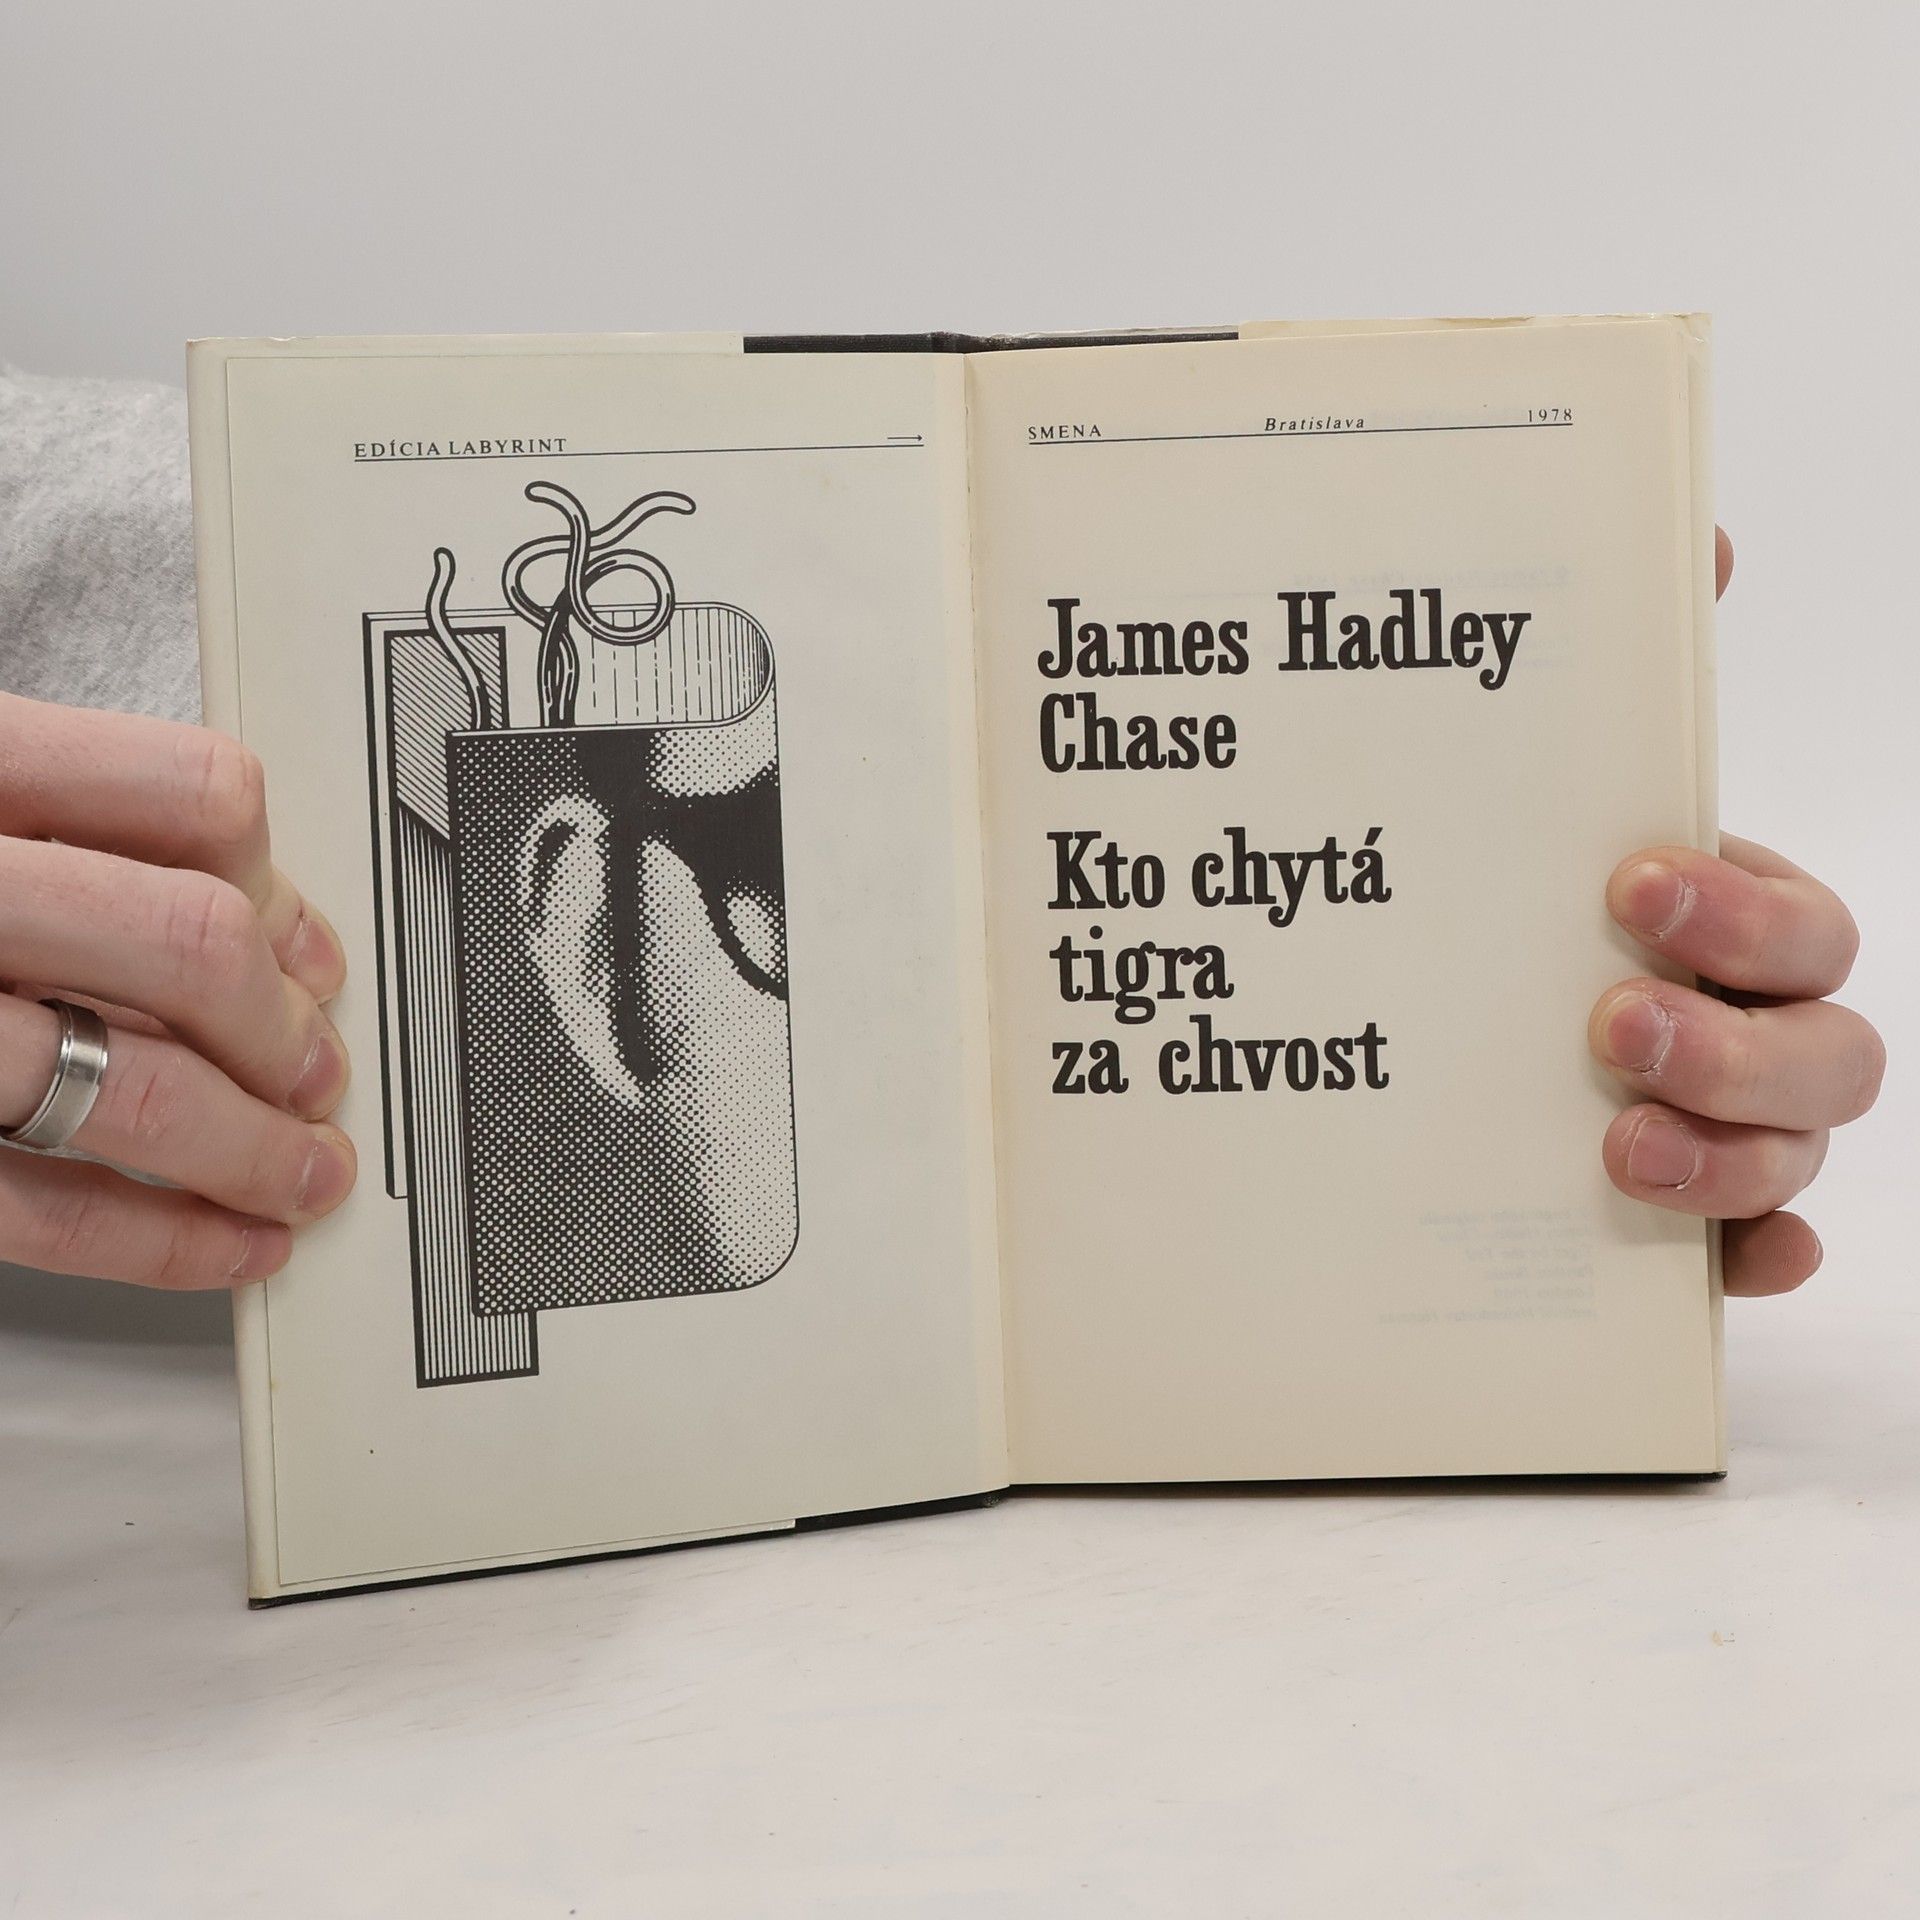 EDÍCIA LABYRINT →
SMENA Bratislava 1978
James Hadley
Chase
Kto chytá
tigra
za chvost